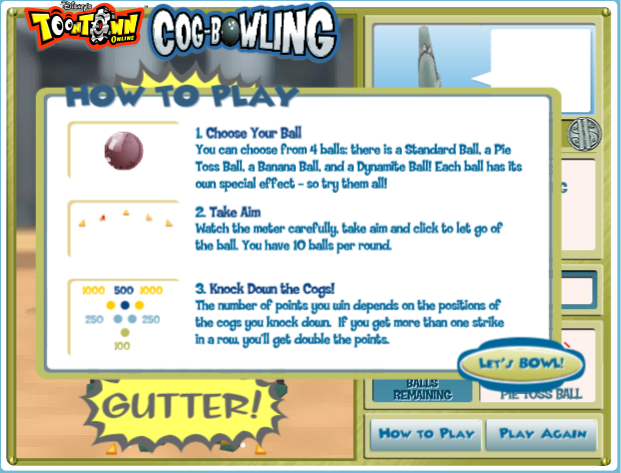 Disney's
TOONTOWN
ONLINE
COG-BOWLING
HOW TO PLAY
1. Choose Your Ball
You can choose from 4 balls: there is a Standard Ball, a Pie
Toss Ball, a Banana Ball, and a Dynamite Ball! Each ball has its
own special effect - so try them all!
2. Take Aim
Watch the meter carefully, take aim and click to let go of
the ball. You have 10 balls per round.
1000 500 1000
250 250
100
3. Knock Down the Cogs!
The number of points you win depends on the positions of
the cogs you knock down. If you get more than one strike
in a row, you'll get double the points.
LET'S BOWL!
GUTTER!
BALLS
REMAINING
PIE TOSS BALL
HOW TO PLAY
PLAY AGAIN